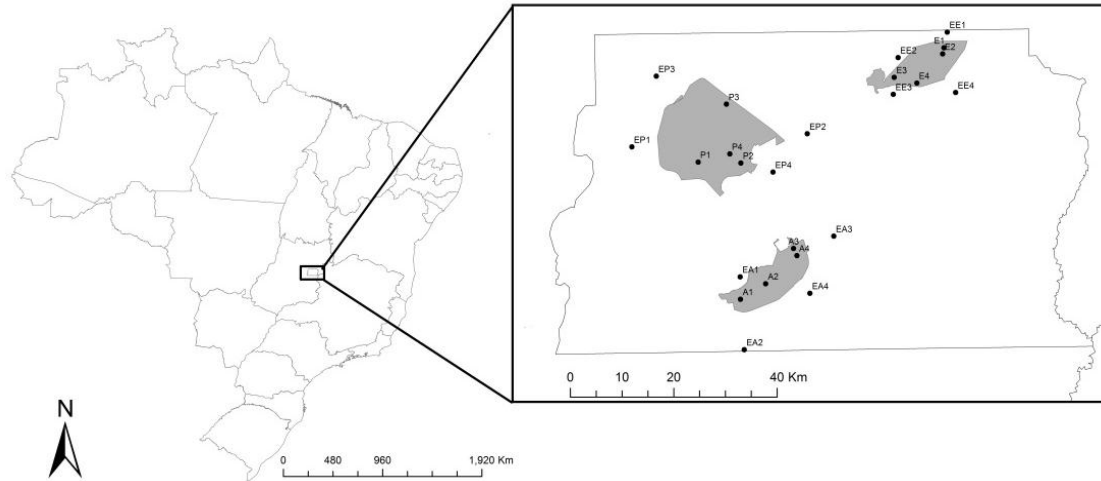 EE1
E1
E2
EE2
E3
E4
EE3
EE4
EP3
P3
EP2
EP1
P4
P1
P2
EP4
EA3
A3
A4
EA1
A2
A1
EA4
EA2
0 10 20 40 Km
N
0 480 960 1,920 Km